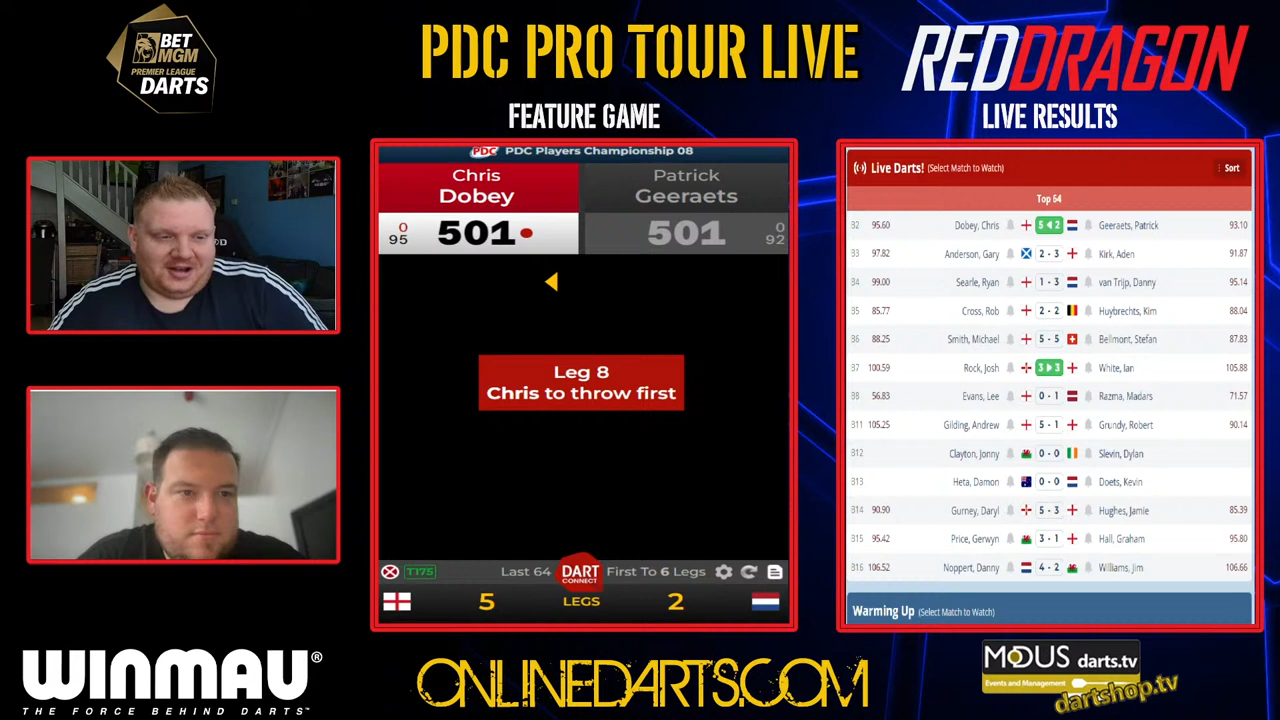 BET
MGM
PREMIER LEAGUE
DARTS
PDC PRO TOUR LIVE
REDDRAGON
FEATURE GAME
LIVE RESULTS
PDC PDC Players Championship 08
Chris
Dobey
Patrick
Geeraets
0
95
501
501
0
92
Leg 8
Chris to throw first
T175
Last 64
DART
CONNECT
First To 6 Legs
5
LEGS
2
Live Darts! (Select Match to Watch)
Sort
Top 64
B2 95.60 Dobey, Chris 5 2 Geeraets, Patrick 93.10
B3 97.82 Anderson, Gary 2 - 3 Kirk, Aden 91.87
B4 99.00 Searle, Ryan 1 - 3 van Trijp, Danny 95.14
B5 85.77 Cross, Rob 2 - 2 Huybrechts, Kim 88.04
B6 88.25 Smith, Michael 5 - 5 Bellmont, Stefan 87.83
B7 100.59 Rock, Josh 3 3 White, Ian 105.88
B8 56.83 Evans, Lee 0 - 1 Razma, Madars 71.57
B11 105.25 Gilding, Andrew 5 - 1 Grundy, Robert 90.14
B12 Clayton, Jonny 0 - 0 Slevin, Dylan
B13 Heta, Damon 0 - 0 Doets, Kevin
B14 90.90 Gurney, Daryl 5 - 3 Hughes, Jamie 85.39
B15 95.42 Price, Gerwyn 3 - 1 Hall, Graham 95.80
B16 106.52 Noppert, Danny 4 - 2 Williams, Jim 106.66
Warming Up (Select Match to Watch)
WINMAU®
THE FORCE BEHIND DARTS™
ONLINEDARTS.COM
MODUS darts.tv
Events and Management
dartshop.tv